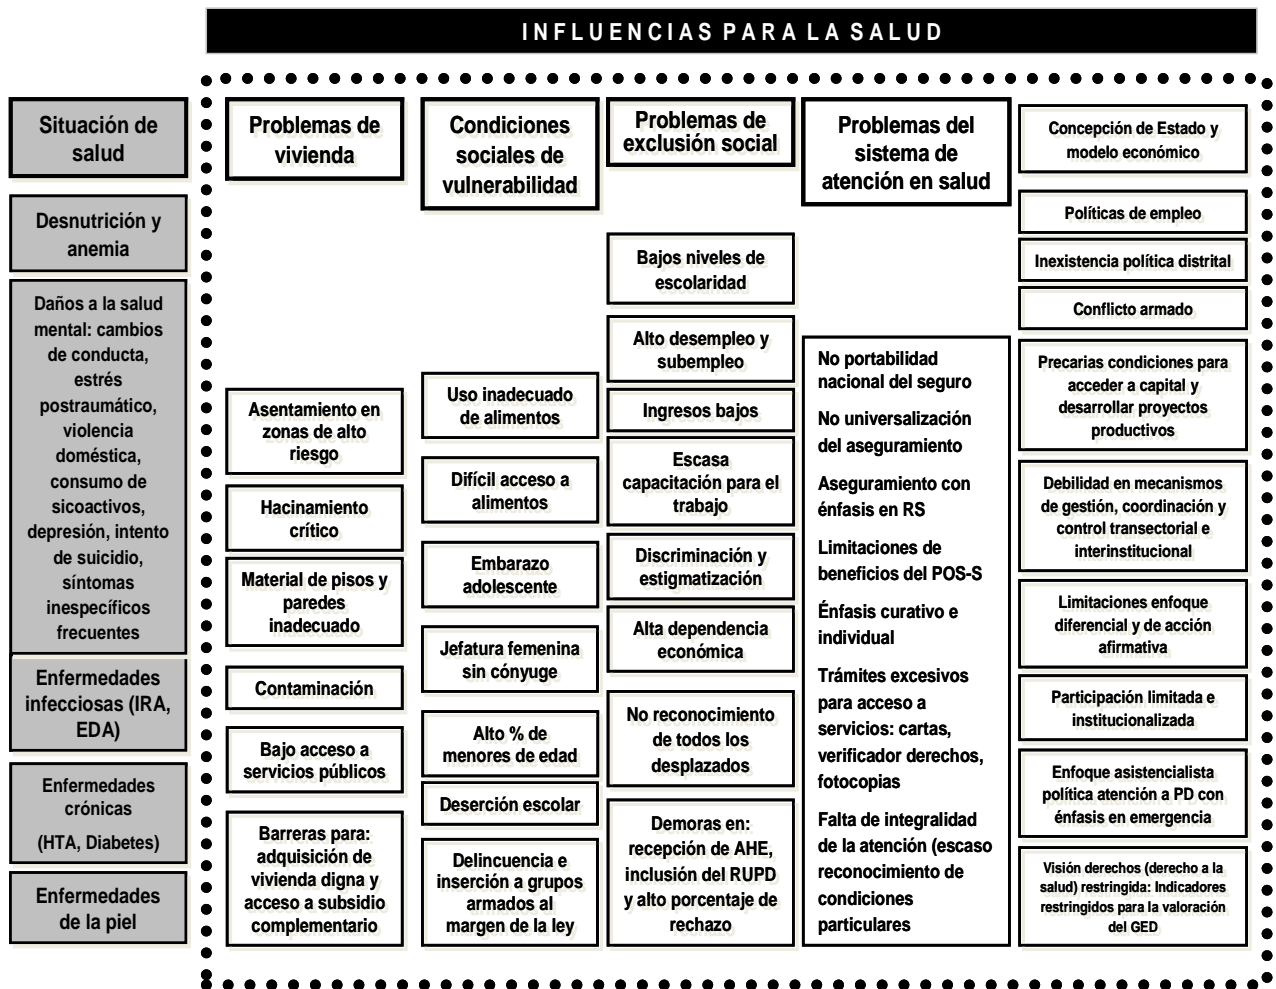 INFLUENCIAS PARA LA SALUD
Situación de
salud
Desnutrición y
anemia
Daños a la salud
mental: cambios
de conducta,
estrés
postraumático,
violencia
doméstica,
consumo de
sicoactivos,
depresión, intento
de suicidio,
síntomas
inespecíficos
frecuentes
Enfermedades
infecciosas (IRA,
EDA)
Enfermedades
crónicas
(HTA, Diabetes)
Enfermedades
de la piel
Problemas de
vivienda
Asentamiento en
zonas de alto
riesgo
Hacinamiento
crítico
Material de pisos y
paredes
inadecuado
Contaminación
Bajo acceso a
servicios públicos
Barreras para:
adquisición de
vivienda digna y
acceso a subsidio
complementario
Condiciones
sociales de
vulnerabilidad
Uso inadecuado
de alimentos
Difícil acceso a
alimentos
Embarazo
adolescente
Jefatura femenina
sin cónyuge
Alto % de
menores de edad
Deserción escolar
Delincuencia e
inserción a grupos
armados al
margen de la ley
Problemas de
exclusión social
Bajos niveles de
escolaridad
Alto desempleo y
subempleo
Ingresos bajos
Escasa
capacitación para el
trabajo
Discriminación y
estigmatización
Alta dependencia
económica
No reconocimiento
de todos los
desplazados
Demoras en:
recepción de AHE,
inclusión del RUPD
y alto porcentaje de
rechazo
Problemas del
sistema de
atención en salud
No portabilidad
nacional del seguro
No universalización
del aseguramiento
Aseguramiento con
énfasis en RS
Limitaciones de
beneficios del POS-S
Énfasis curativo e
individual
Trámites excesivos
para acceso a
servicios: cartas,
verificador derechos,
fotocopias
Falta de integralidad
de la atención (escaso
reconocimiento de
condiciones
particulares
Concepción de Estado y
modelo económico
Políticas de empleo
Inexistencia política distrital
Conflicto armado
Precarias condiciones para
acceder a capital y
desarrollar proyectos
productivos
Debilidad en mecanismos
de gestión, coordinación y
control transectorial e
interinstitucional
Limitaciones enfoque
diferencial y de acción
afirmativa
Participación limitada e
institucionalizada
Enfoque asistencialista
política atención a PD con
énfasis en emergencia
Visión derechos (derecho a la
salud) restringida: Indicadores
restringidos para la valoración
del GED